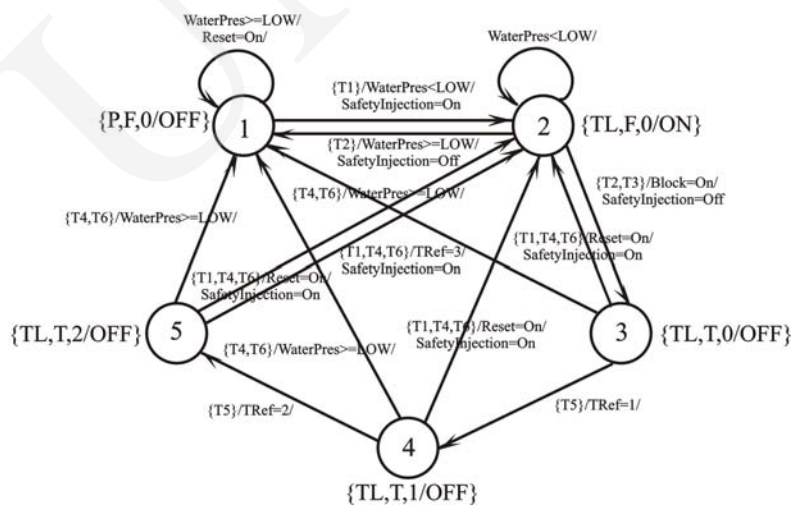 WaterPres>=LOW/
Reset=On/
WaterPres<LOW/
{T1}/WaterPres<LOW/
SafetyInjection=On
{P,F,0/OFF}
1
2
{TL,F,0/ON}
{T2}/WaterPres>=LOW/
SafetyInjection=Off
{T4,T6}/WaterPres>=LOW/
{T2,T3}/Block=On/
SafetyInjection=Off
{T4,T6}/WaterPres>=LOW/
{T1,T4,T6}/TRef=3/
SafetyInjection=On
{T1,T4,T6}/Reset=On/
SafetyInjection=On
{T1,T4,T6}/Reset=On/
SafetyInjection=On
{TL,T,2/OFF}
5
{T1,T4,T6}/Reset=On/
SafetyInjection=On
3
{TL,T,0/OFF}
{T4,T6}/WaterPres>=LOW/
{T5}/TRef=2/
{T5}/TRef=1/
4
{TL,T,1/OFF}